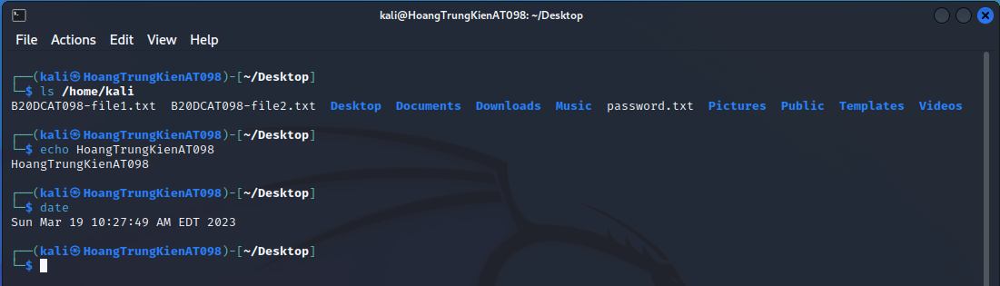 kali@HoangTrungKienAT098: ~/Desktop
File Actions Edit View Help
┌──(kali㉿HoangTrungKienAT098)-[~/Desktop]
└─$ ls /home/kali
B20DCAT098-file1.txt B20DCAT098-file2.txt Desktop Documents Downloads Music password.txt Pictures Public Templates Videos
┌──(kali㉿HoangTrungKienAT098)-[~/Desktop]
└─$ echo HoangTrungKienAT098
HoangTrungKienAT098
┌──(kali㉿HoangTrungKienAT098)-[~/Desktop]
└─$ date
Sun Mar 19 10:27:49 AM EDT 2023
┌──(kali㉿HoangTrungKienAT098)-[~/Desktop]
└─$